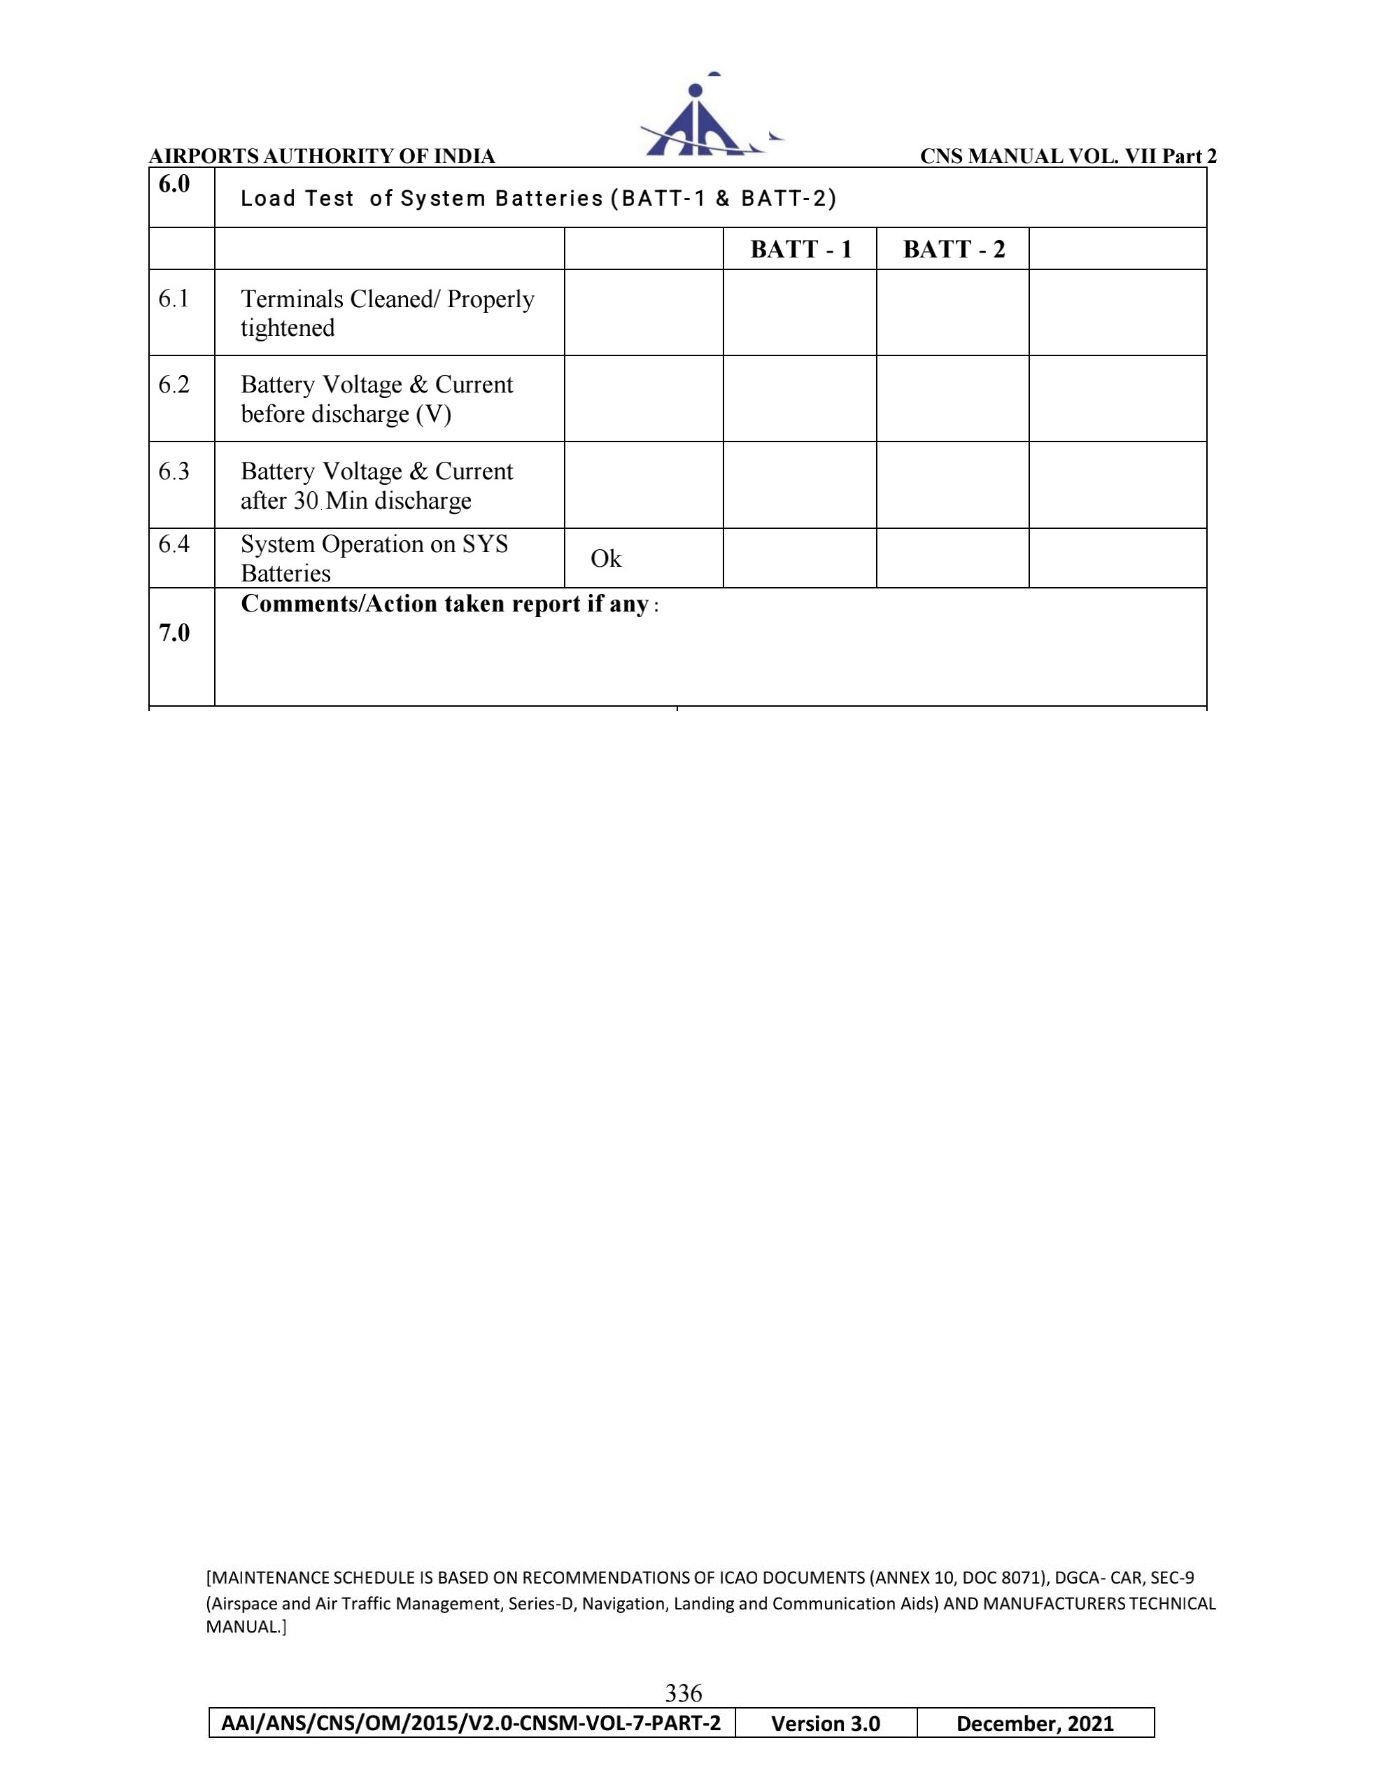 AIRPORTS AUTHORITY OF INDIA CNS MANUAL VOL. VII Part 2
6.0 Load Test of System Batteries (BATT-1 & BATT-2)
BATT - 1 BATT - 2
6.1 Terminals Cleaned/ Properly
tightened
6.2 Battery Voltage & Current
before discharge (V)
6.3 Battery Voltage & Current
after 30 Min discharge
6.4 System Operation on SYS
Batteries
Ok
Comments/Action taken report if any :
7.0
[MAINTENANCE SCHEDULE IS BASED ON RECOMMENDATIONS OF ICAO DOCUMENTS (ANNEX 10, DOC 8071), DGCA- CAR, SEC-9
(Airspace and Air Traffic Management, Series-D, Navigation, Landing and Communication Aids) AND MANUFACTURERS TECHNICAL
MANUAL.]
336
AAI/ANS/CNS/OM/2015/V2.0-CNSM-VOL-7-PART-2 Version 3.0 December, 2021